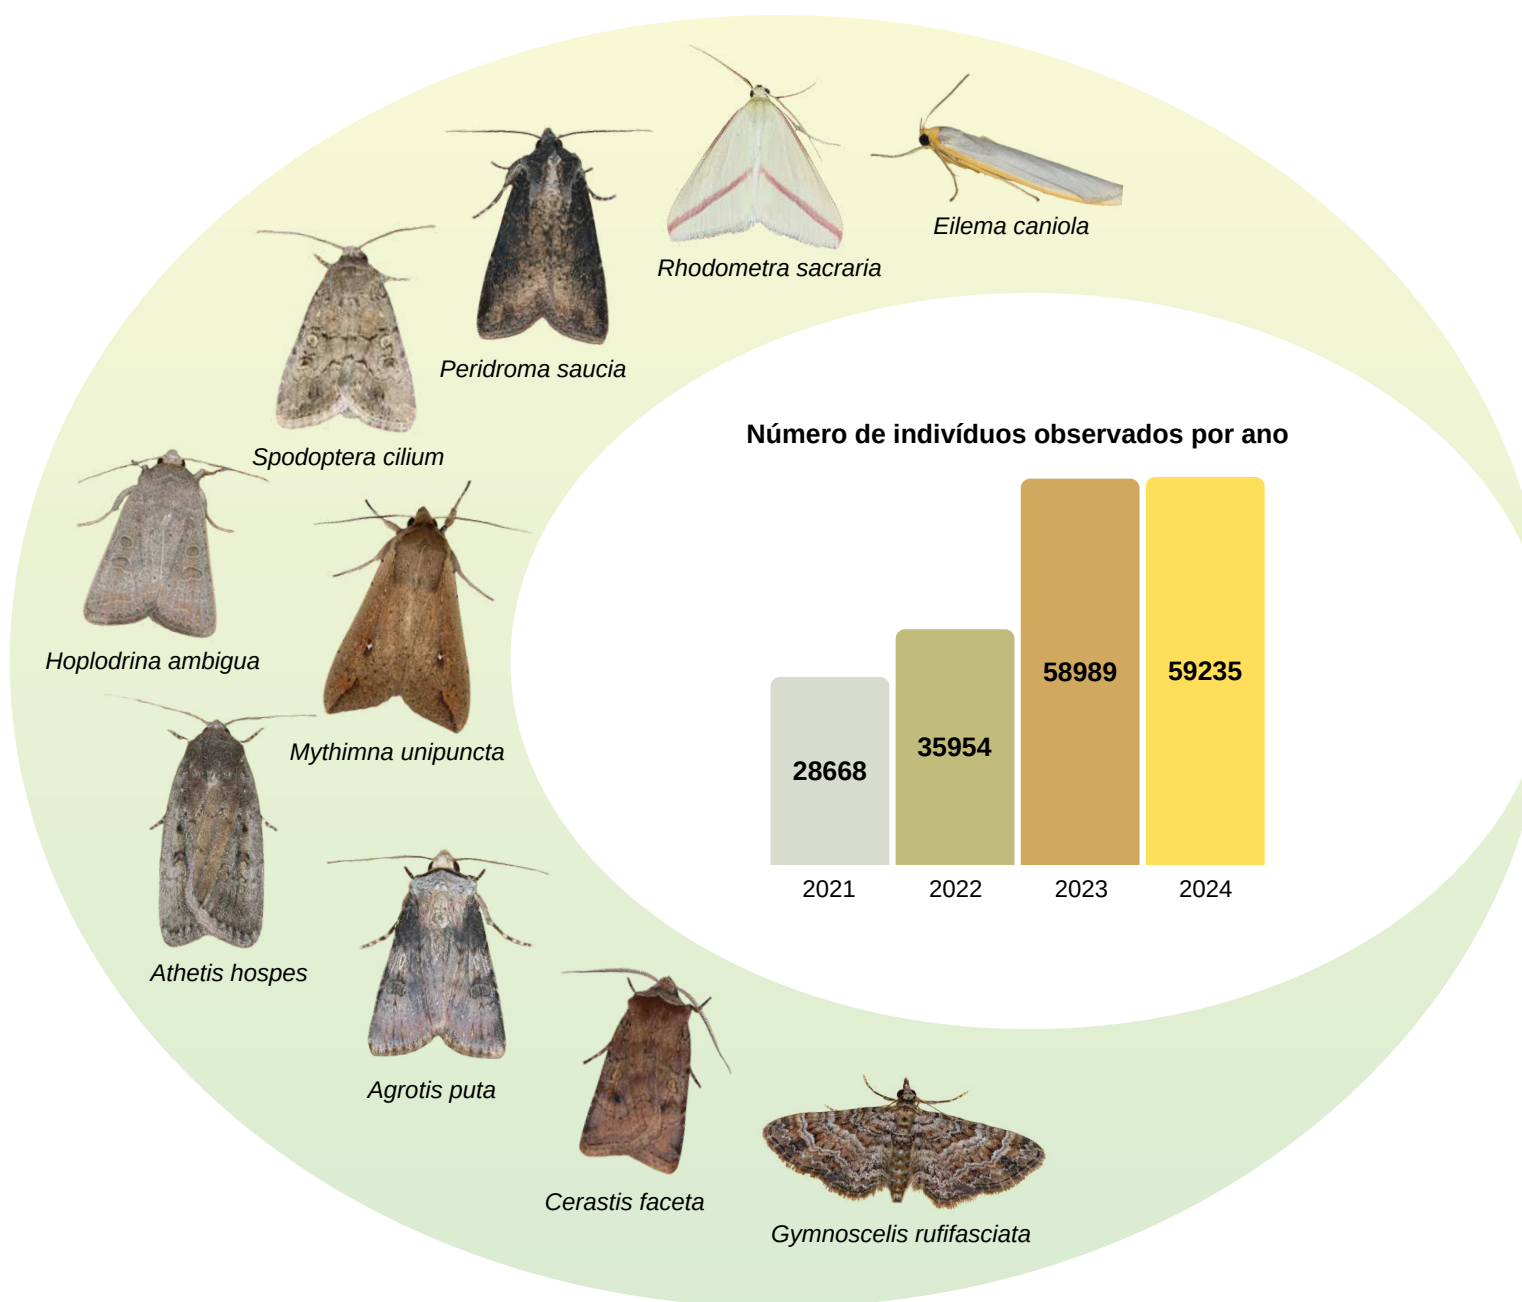 Eilema caniola
Rhodometra sacraria
Peridroma saucia
Spodoptera cilium
Hoplodrina ambigua
Mythimna unipuncta
Athetis hospes
Agrotis puta
Cerastis faceta
Gymnoscelis rufifasciata
Número de indivíduos observados por ano
28668
35954
58989
59235
2021
2022
2023
2024